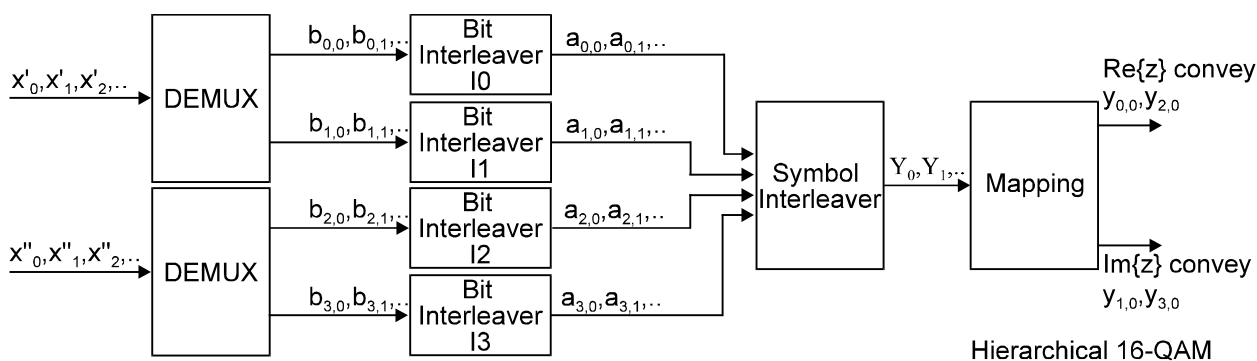 x'0,x'1,x'2,..
DEMUX
b0,0,b0,1,..
Bit
Interleaver
I0
a0,0,a0,1,..
b1,0,b1,1,..
Bit
Interleaver
I1
a1,0,a1,1,..
x"0,x"1,x"2,..
DEMUX
b2,0,b2,1,..
Bit
Interleaver
I2
a2,0,a2,1,..
b3,0,b3,1,..
Bit
Interleaver
I3
a3,0,a3,1,..
Symbol
Interleaver
Y0,Y1,..
Mapping
Re{z} convey
y0,0,y2,0
Im{z} convey
y1,0,y3,0
Hierarchical 16-QAM